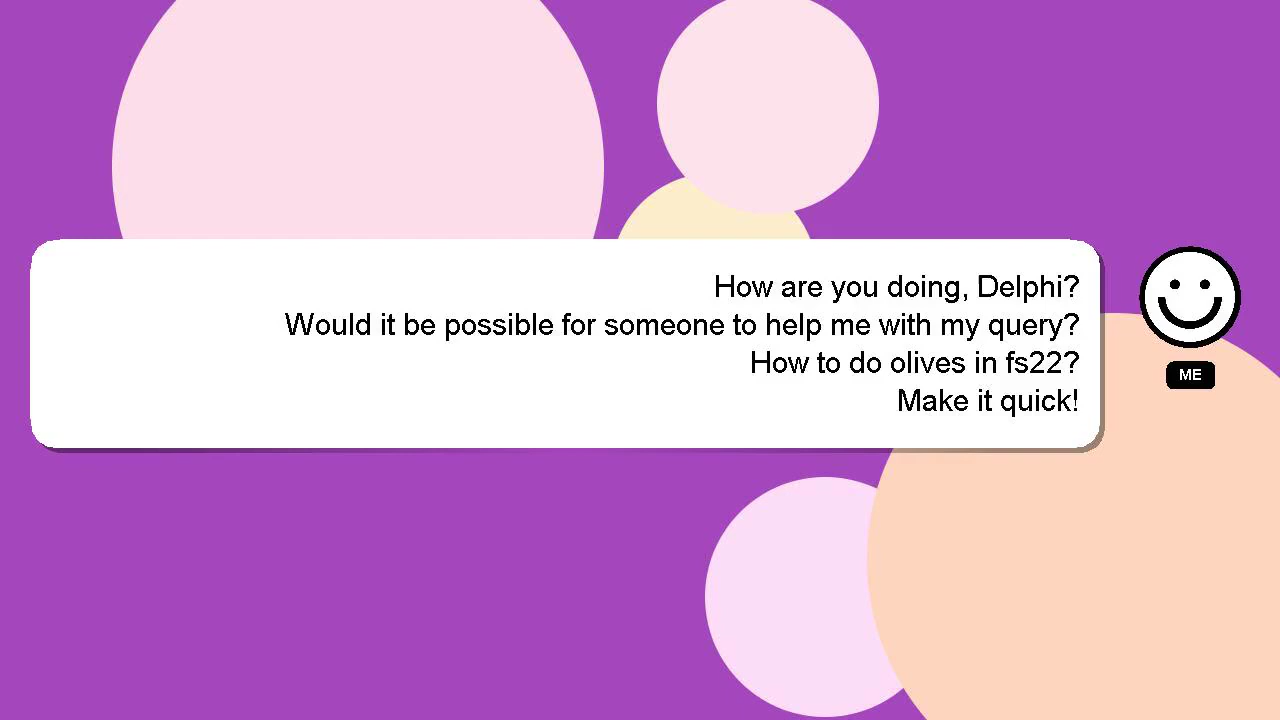 How are you doing, Delphi?
Would it be possible for someone to help me with my query?
How to do olives in fs22?
Make it quick!
ME